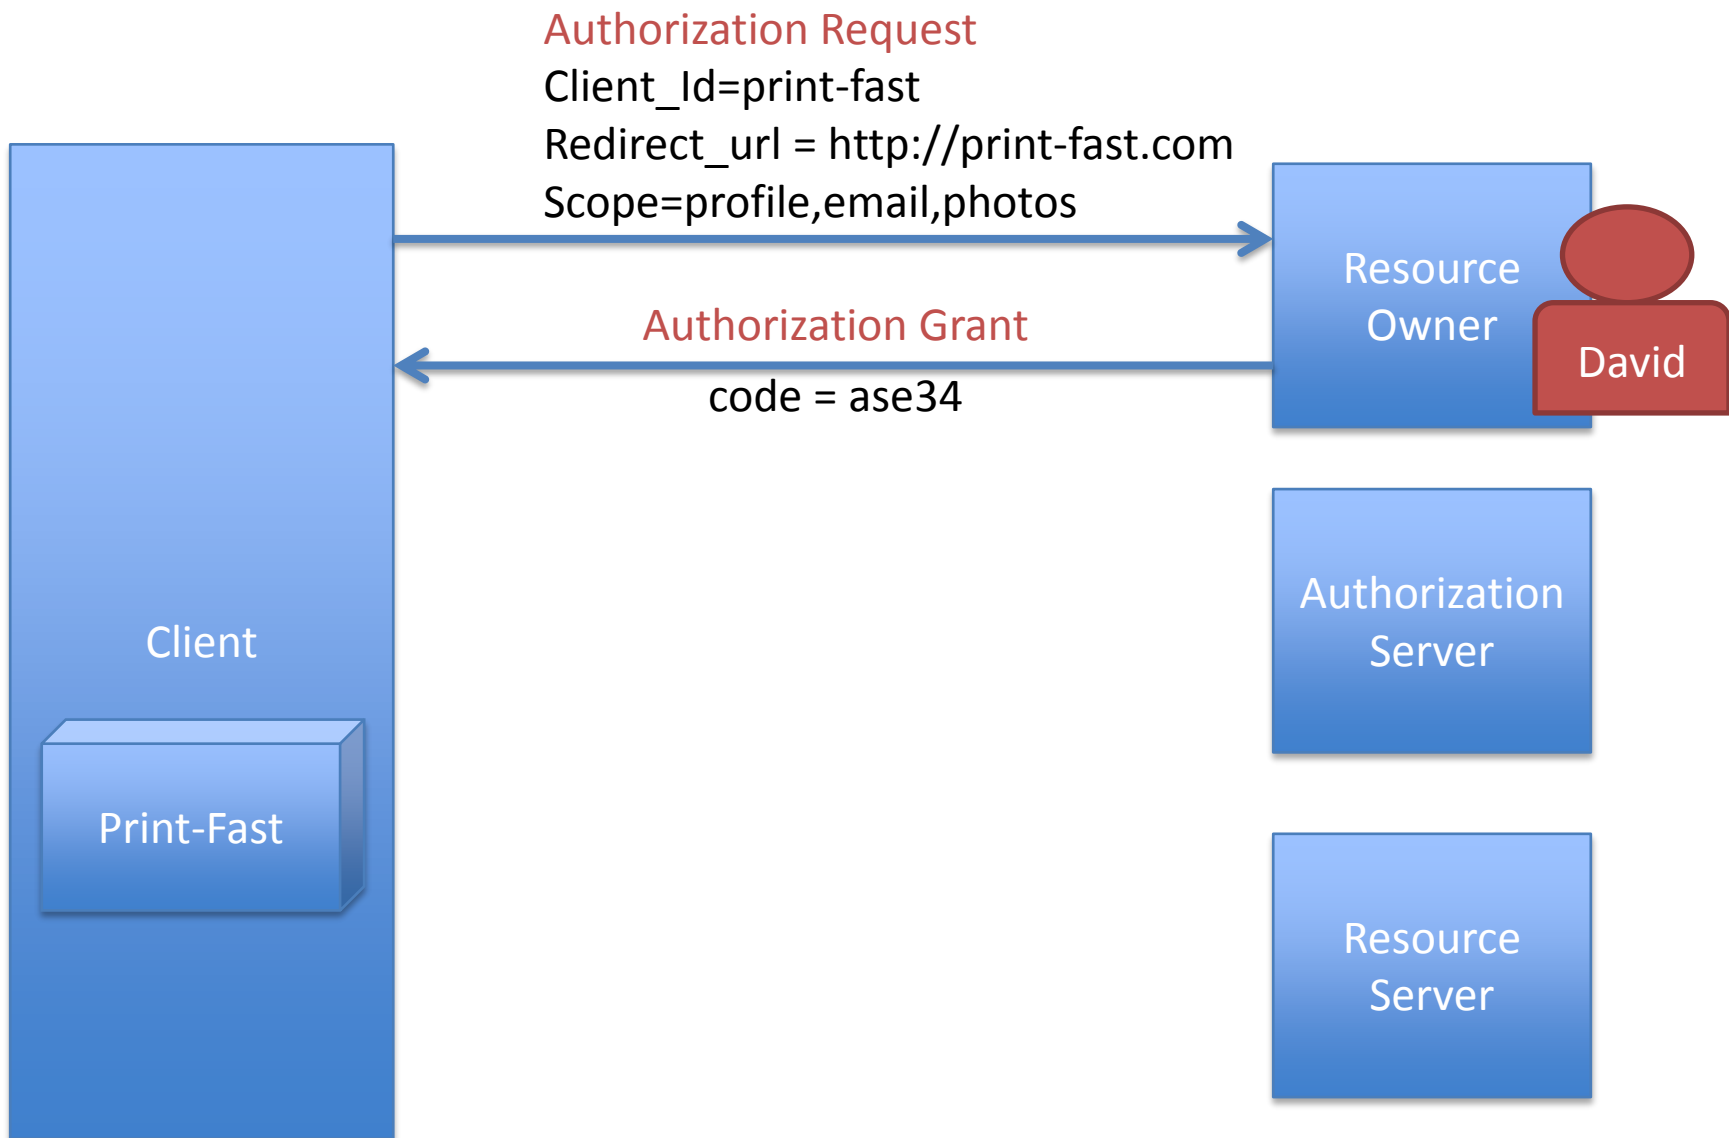 Authorization Request
Client_Id=print-fast
Redirect_url = http://print-fast.com
Scope=profile,email,photos
Resource
Owner
David
Authorization Grant
code = ase34
Authorization
Server
Client
Print-Fast
Resource
Server